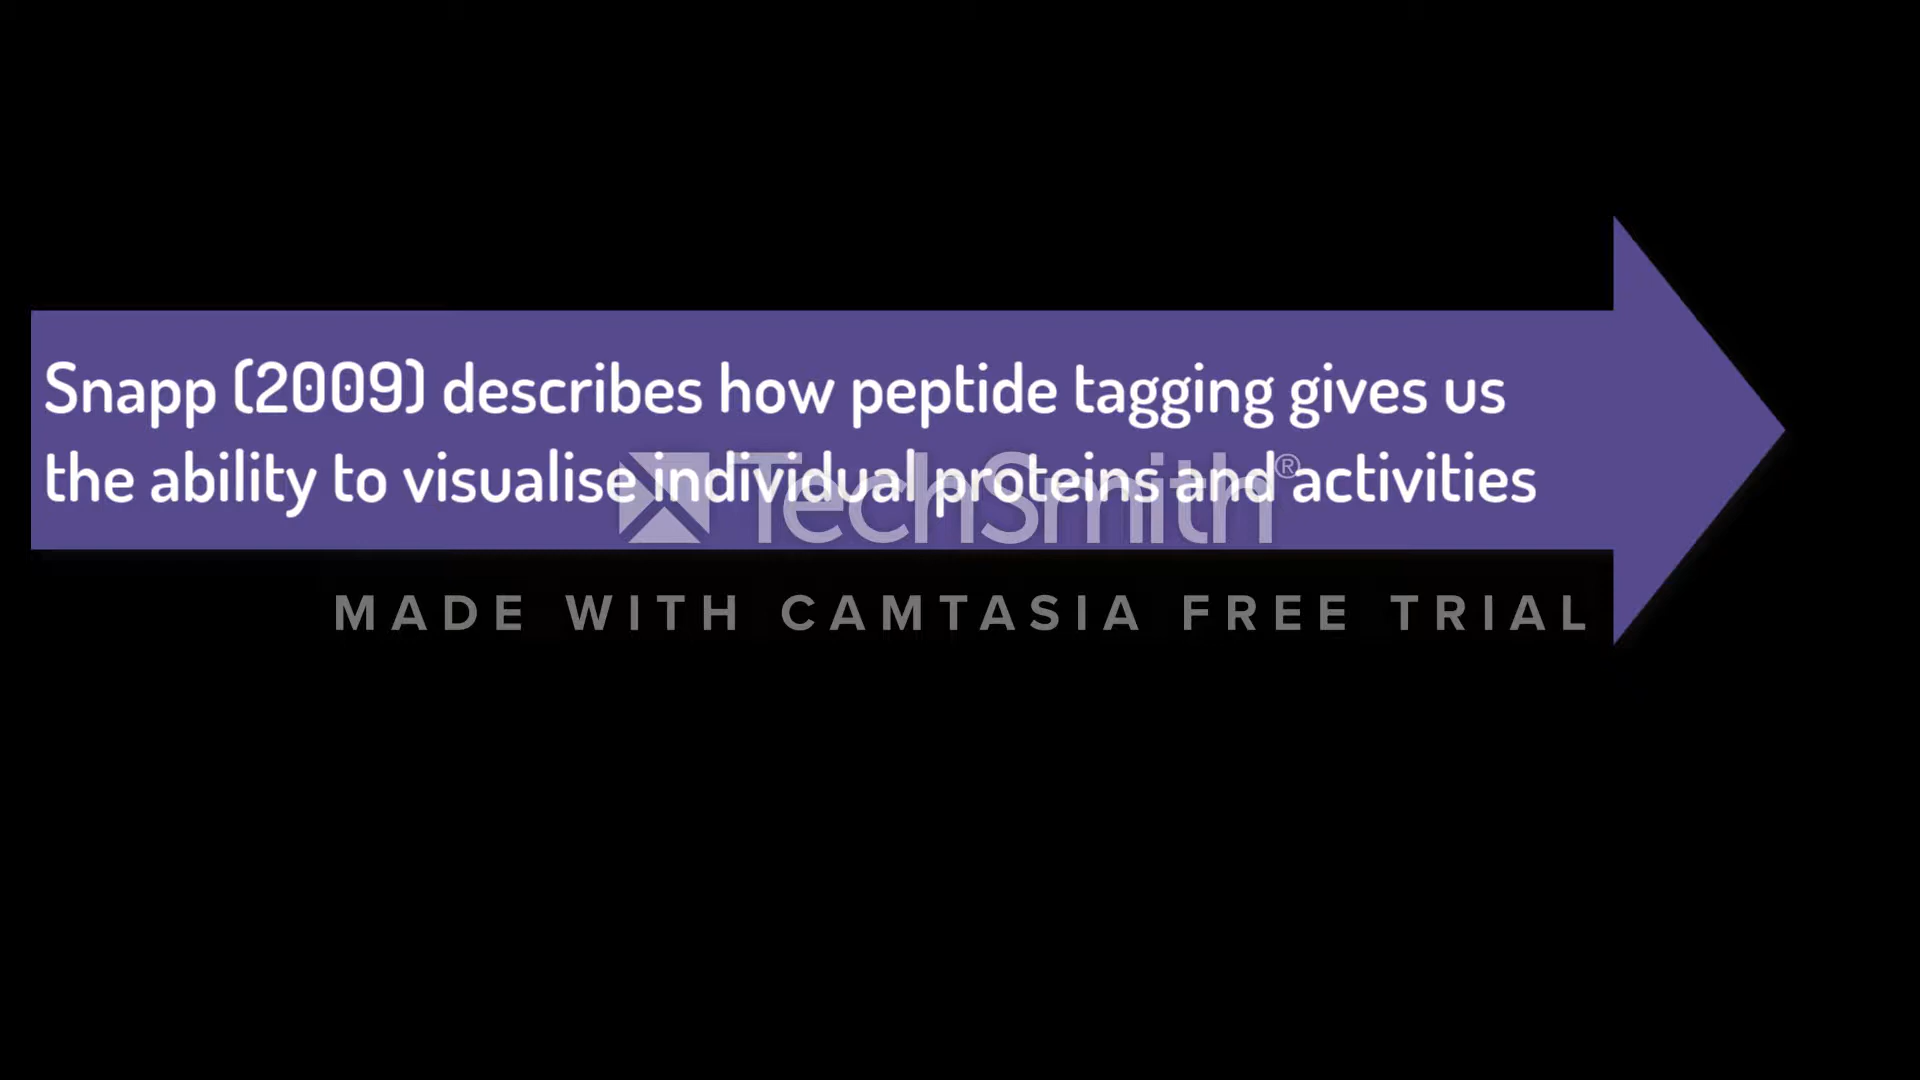 Snapp (2009) describes how peptide tagging gives us
the ability to visualise individual proteins and activities
TechSmith®
MADE WITH CAMTASIA FREE TRIAL